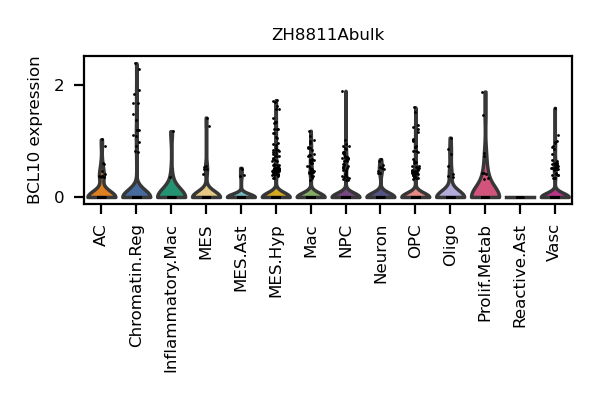 ZH8811Abulk
BCL10 expression
2
0
AC
Chromatin.Reg
Inflammatory.Mac
MES
MES.Ast
MES.Hyp
Mac
NPC
Neuron
OPC
Oligo
Prolif.Metab
Reactive.Ast
Vasc